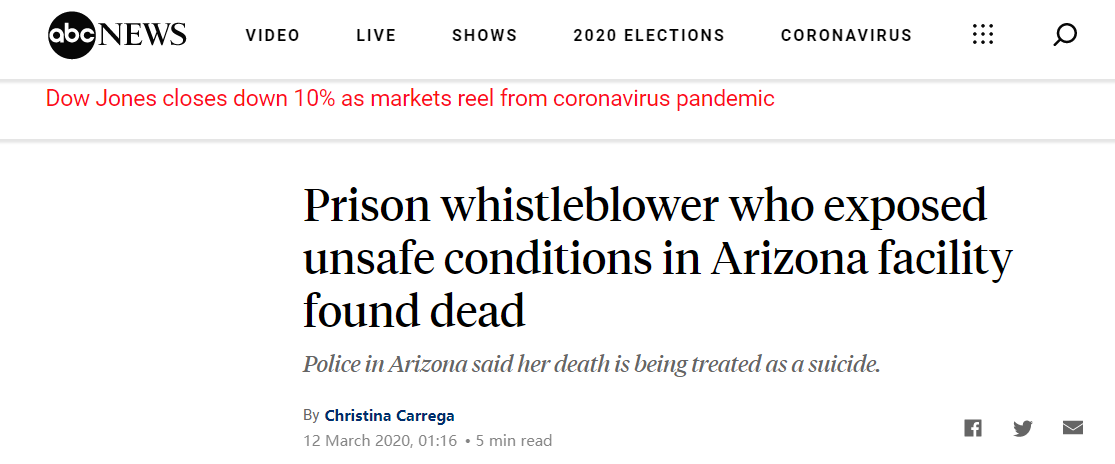 abc NEWS VIDEO LIVE SHOWS 2020 ELECTIONS CORONAVIRUS
Dow Jones closes down 10% as markets reel from coronavirus pandemic
Prison whistleblower who exposed
unsafe conditions in Arizona facility
found dead
Police in Arizona said her death is being treated as a suicide.
By Christina Carrega
12 March 2020, 01:16 • 5 min read